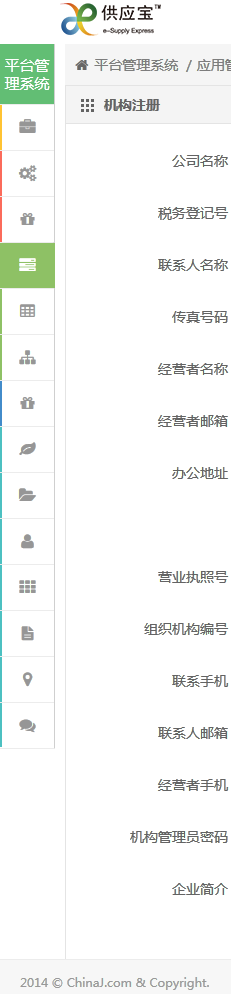 供应宝™
e-Supply Express
平台管理系统
平台管理系统 / 应用管
机构注册
公司名称
税务登记号
联系人名称
传真号码
经营者名称
经营者邮箱
办公地址
营业执照号
组织机构编号
联系手机
联系人邮箱
经营者手机
机构管理员密码
企业简介
2014 © ChinaJ.com & Copyright.